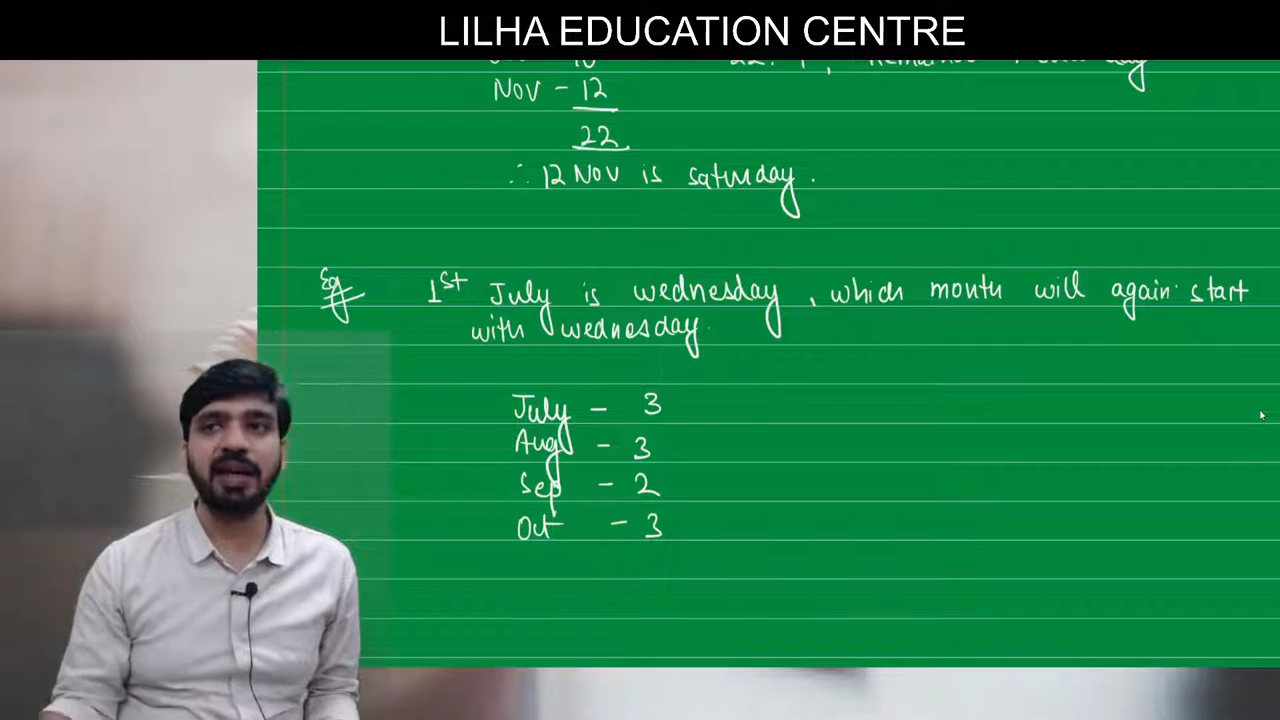 LILHA EDUCATION CENTRE
Nov - 12
22
∴ 12 Nov is saturday.
Eg 1st July is wednesday, which month will again start
with wednesday.
July - 3
Aug - 3
Sep - 2
Oct - 3